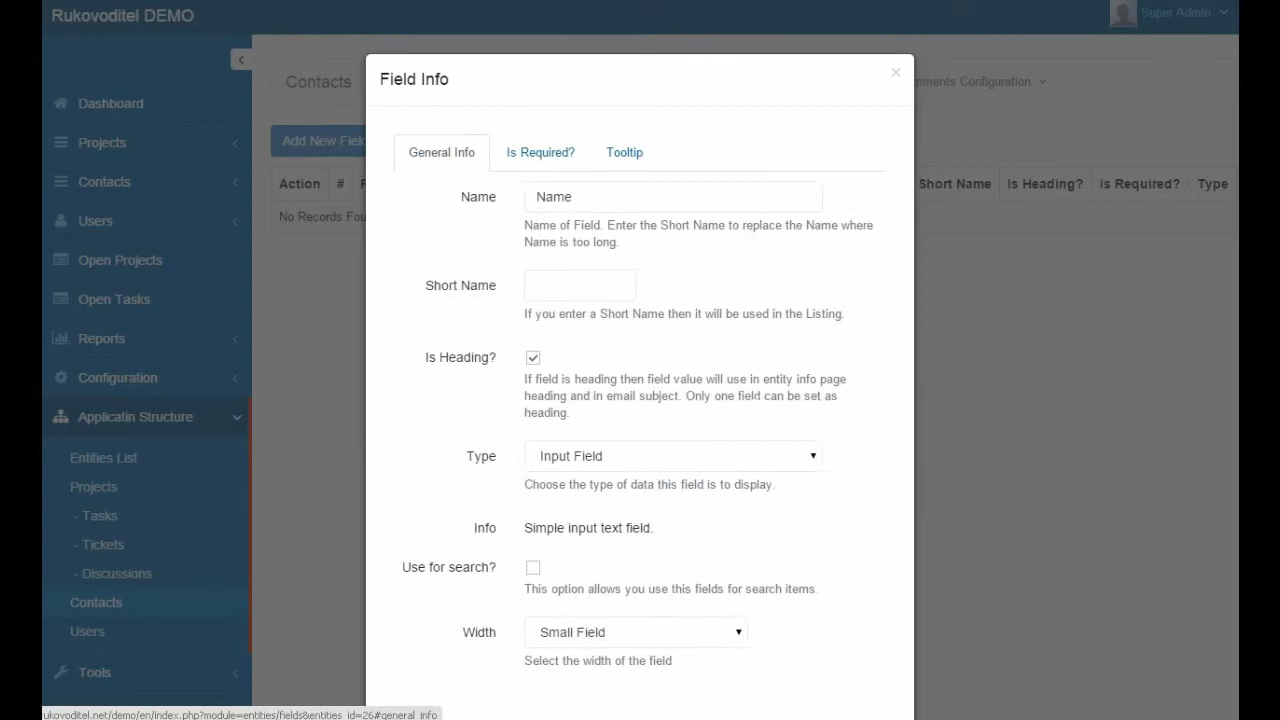 Rukovoditel DEMO
Super Admin
Dashboard
Projects
Contacts
Users
Open Projects
Open Tasks
Reports
Configuration
Applicatin Structure
Entities List
Projects
- Tasks
- Tickets
- Discussions
Contacts
Users
Tools
Contacts
mments Configuration
Add New Field
Action # F
Short Name Is Heading? Is Required? Type
No Records Fou
Field Info
×
General Info Is Required? Tooltip
Name Name
Name of Field. Enter the Short Name to replace the Name where
Name is too long.
Short Name
If you enter a Short Name then it will be used in the Listing.
Is Heading?
If field is heading then field value will use in entity info page
heading and in email subject. Only one field can be set as
heading.
Type Input Field
Choose the type of data this field is to display.
Info Simple input text field.
Use for search?
This option allows you use this fields for search items.
Width Small Field
Select the width of the field
rukovoditel.net/demo/en/index.php?module=entities/fields&entities_id=26#general_info